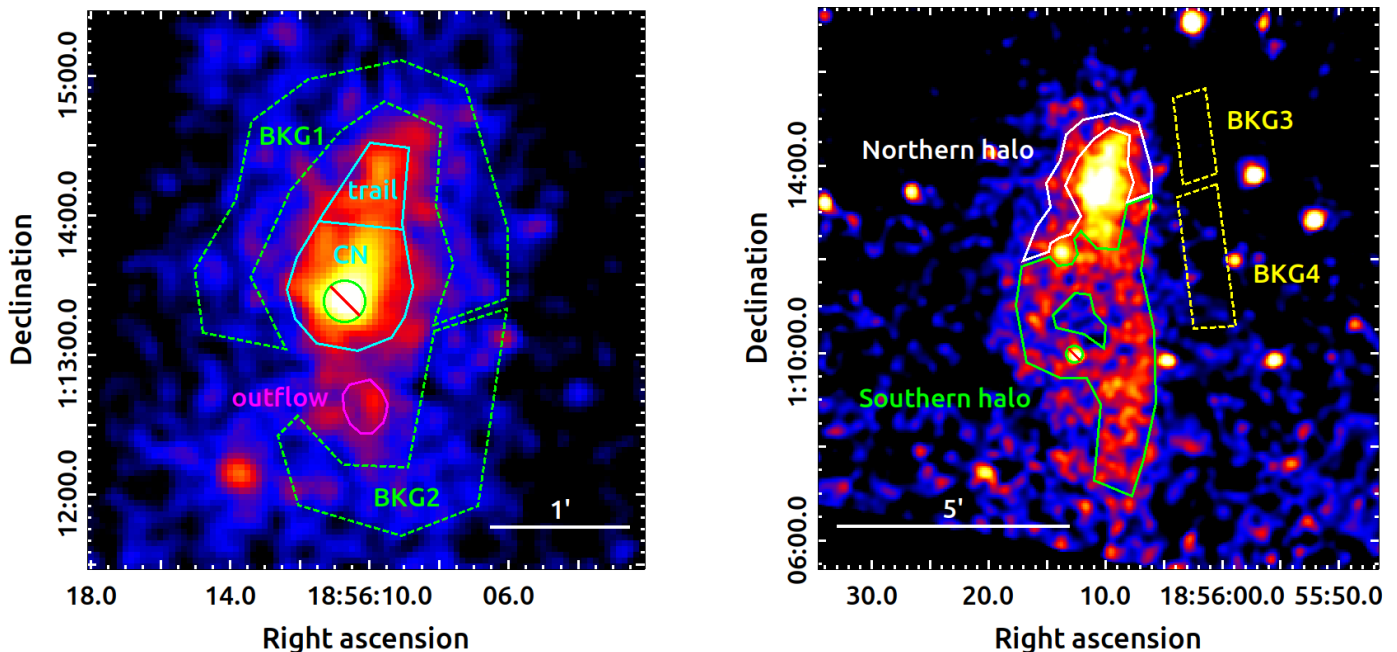 Declination
15:00.0
14:00.0
1:13:00.0
12:00.0
BKG1
trail
CN
outflow
BKG2
1'
18.0
14.0
18:56:10.0
06.0
Right ascension
Declination
14:00.0
1:10:00.0
06:00.0
Northern halo
BKG3
BKG4
Southern halo
5'
30.0
20.0
10.0
18:56:00.0
55:50.0
Right ascension